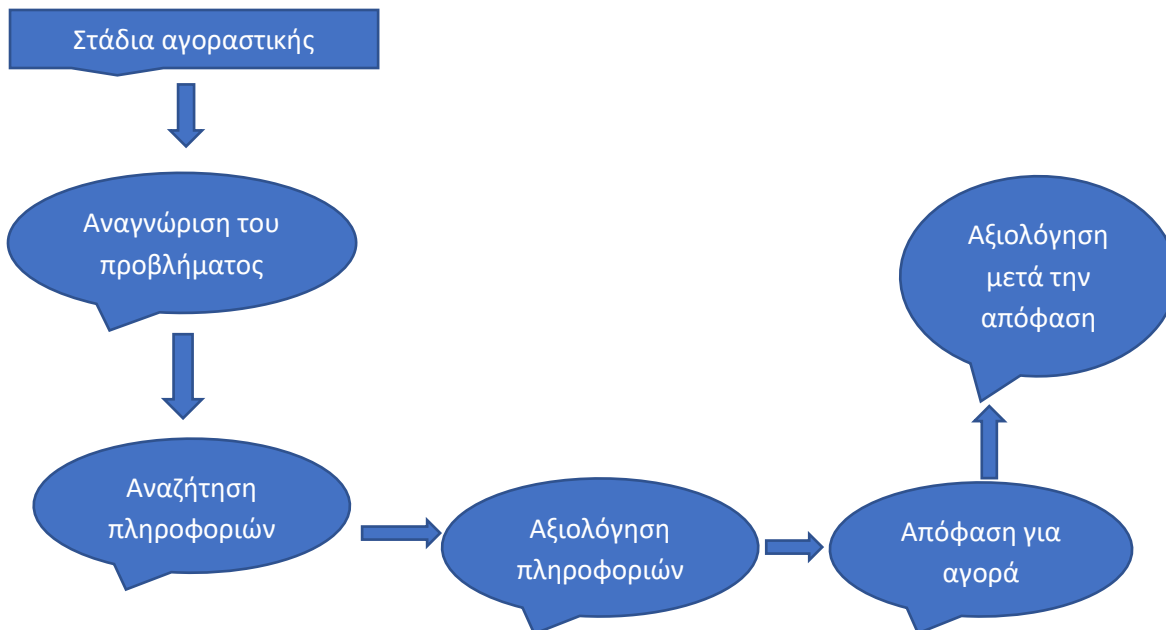 Στάδια αγοραστικής
Αναγνώριση του
προβλήματος
Αναζήτηση
πληροφοριών
Αξιολόγηση
πληροφοριών
Απόφαση για
αγορά
Αξιολόγηση
μετά την
απόφαση